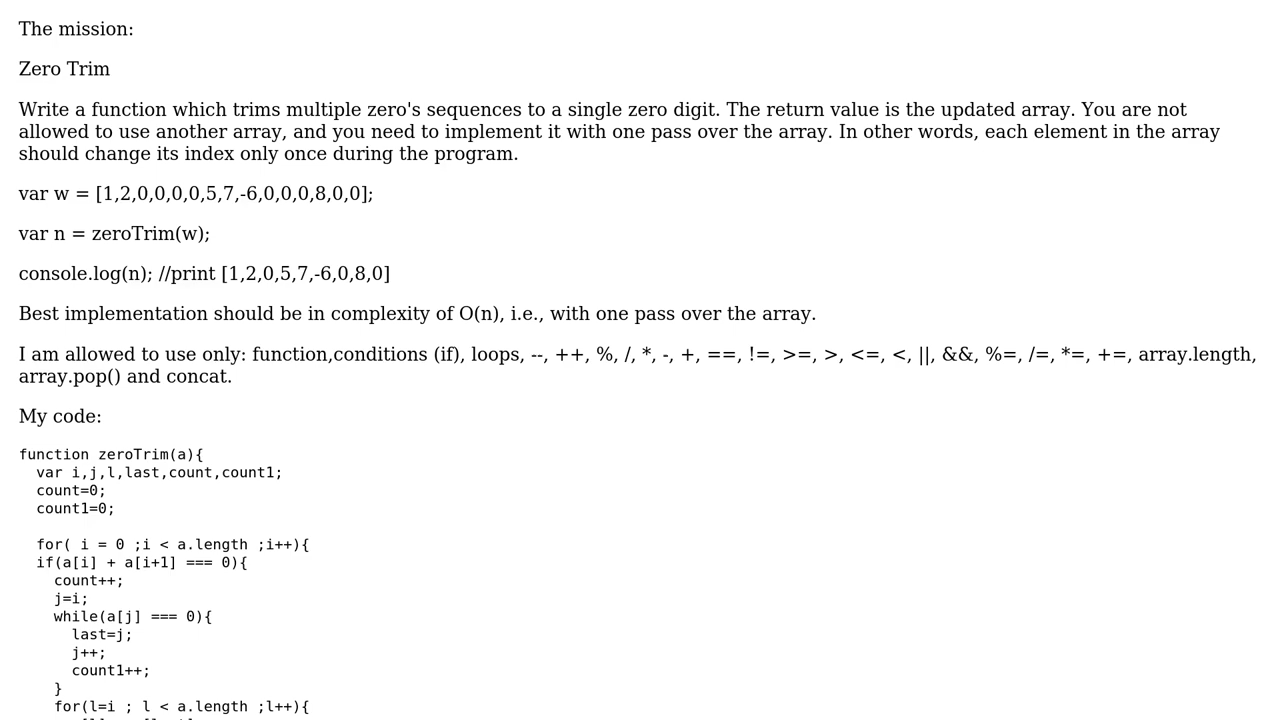 The mission:
Zero Trim
Write a function which trims multiple zero's sequences to a single zero digit. The return value is the updated array. You are not
allowed to use another array, and you need to implement it with one pass over the array. In other words, each element in the array
should change its index only once during the program.
var w = [1,2,0,0,0,0,5,7,-6,0,0,0,8,0,0];
var n = zeroTrim(w);
console.log(n); //print [1,2,0,5,7,-6,0,8,0]
Best implementation should be in complexity of O(n), i.e., with one pass over the array.
I am allowed to use only: function,conditions (if), loops, --, ++, %, /, *, -, +, ==, !=, >=, >, <=, <, ||, &&, %=, /=, *=, +=, array.length,
array.pop() and concat.
My code:
function zeroTrim(a){
  var i,j,l,last,count,count1;
  count=0;
  count1=0;
  for( i = 0 ;i < a.length ;i++){
  if(a[i] + a[i+1] === 0){
    count++;
    j=i;
    while(a[j] === 0){
      last=j;
      j++;
      count1++;
    }
    for(l=i ; l < a.length ;l++){